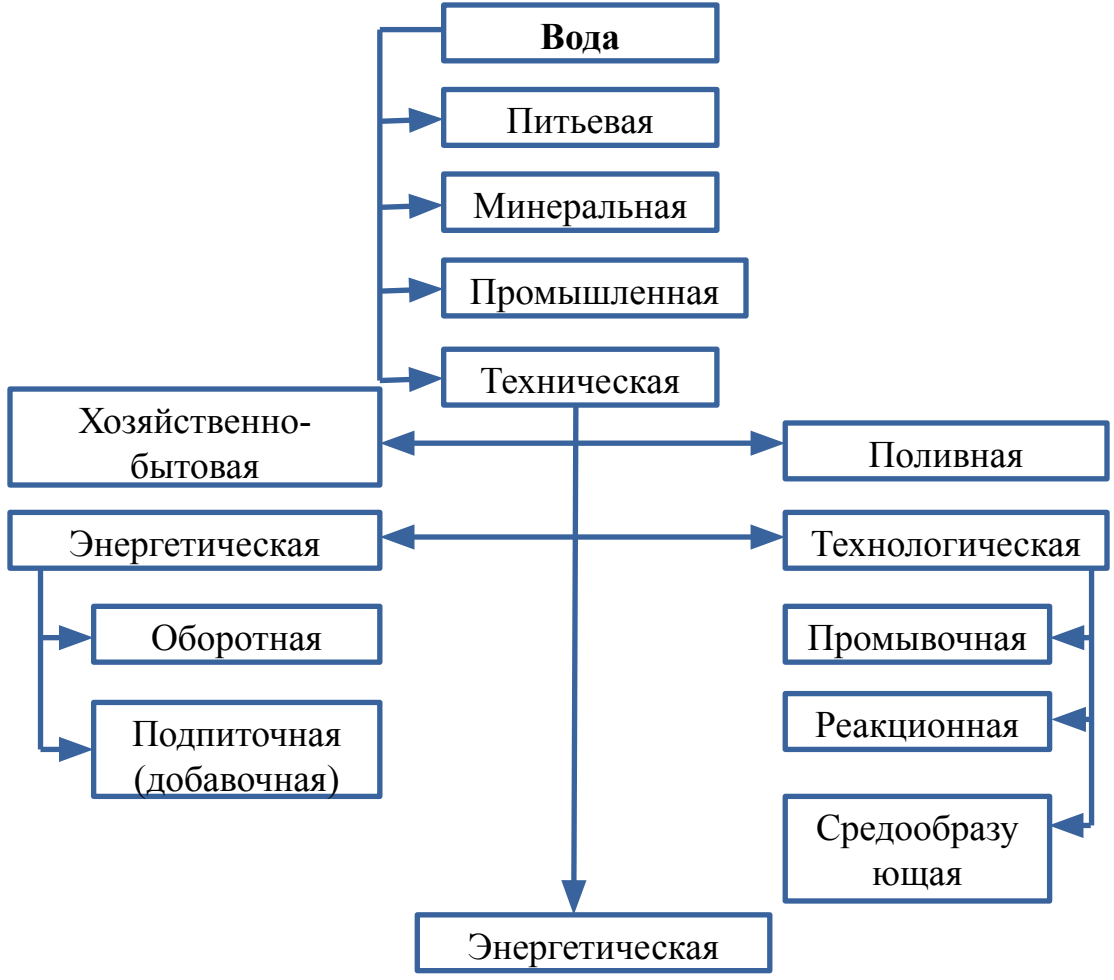 Вода
Питьевая
Минеральная
Промышленная
Техническая
Хозяйственно-
бытовая
Поливная
Энергетическая
Технологическая
Оборотная
Промывочная
Подпиточная
(добавочная)
Реакционная
Средообразу
ющая
Энергетическая